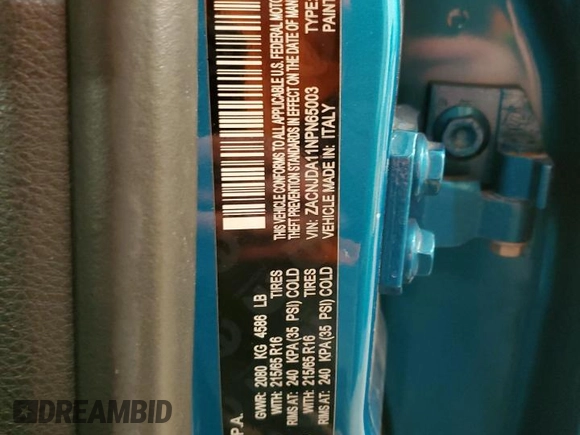 P.A.
GVWR: 2080 KG 4586 LB
WITH: 215/65 R16 TIRES
RIMS AT: 240 KPA (35 PSI) COLD
WITH: 215/65 R16 TIRES
RIMS AT: 240 KPA (35 PSI) COLD
THIS VEHICLE CONFORMS TO ALL APPLICABLE U.S. FEDERAL MOTO
THEFT PREVENTION STANDARDS IN EFFECT ON THE DATE OF MAN
VIN: ZACNJDA11NPN65003 TYPE:
VEHICLE MADE IN: ITALY PAINT
DREAMBID